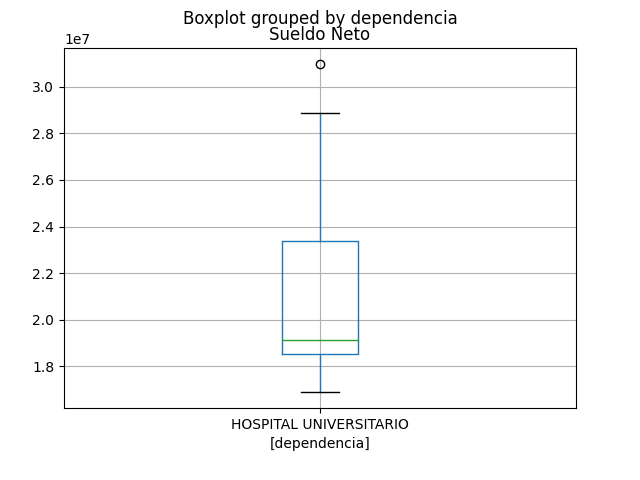 Boxplot grouped by dependencia
Sueldo Neto
1e7
3.0
2.8
2.6
2.4
2.2
2.0
1.8
HOSPITAL UNIVERSITARIO
[dependencia]